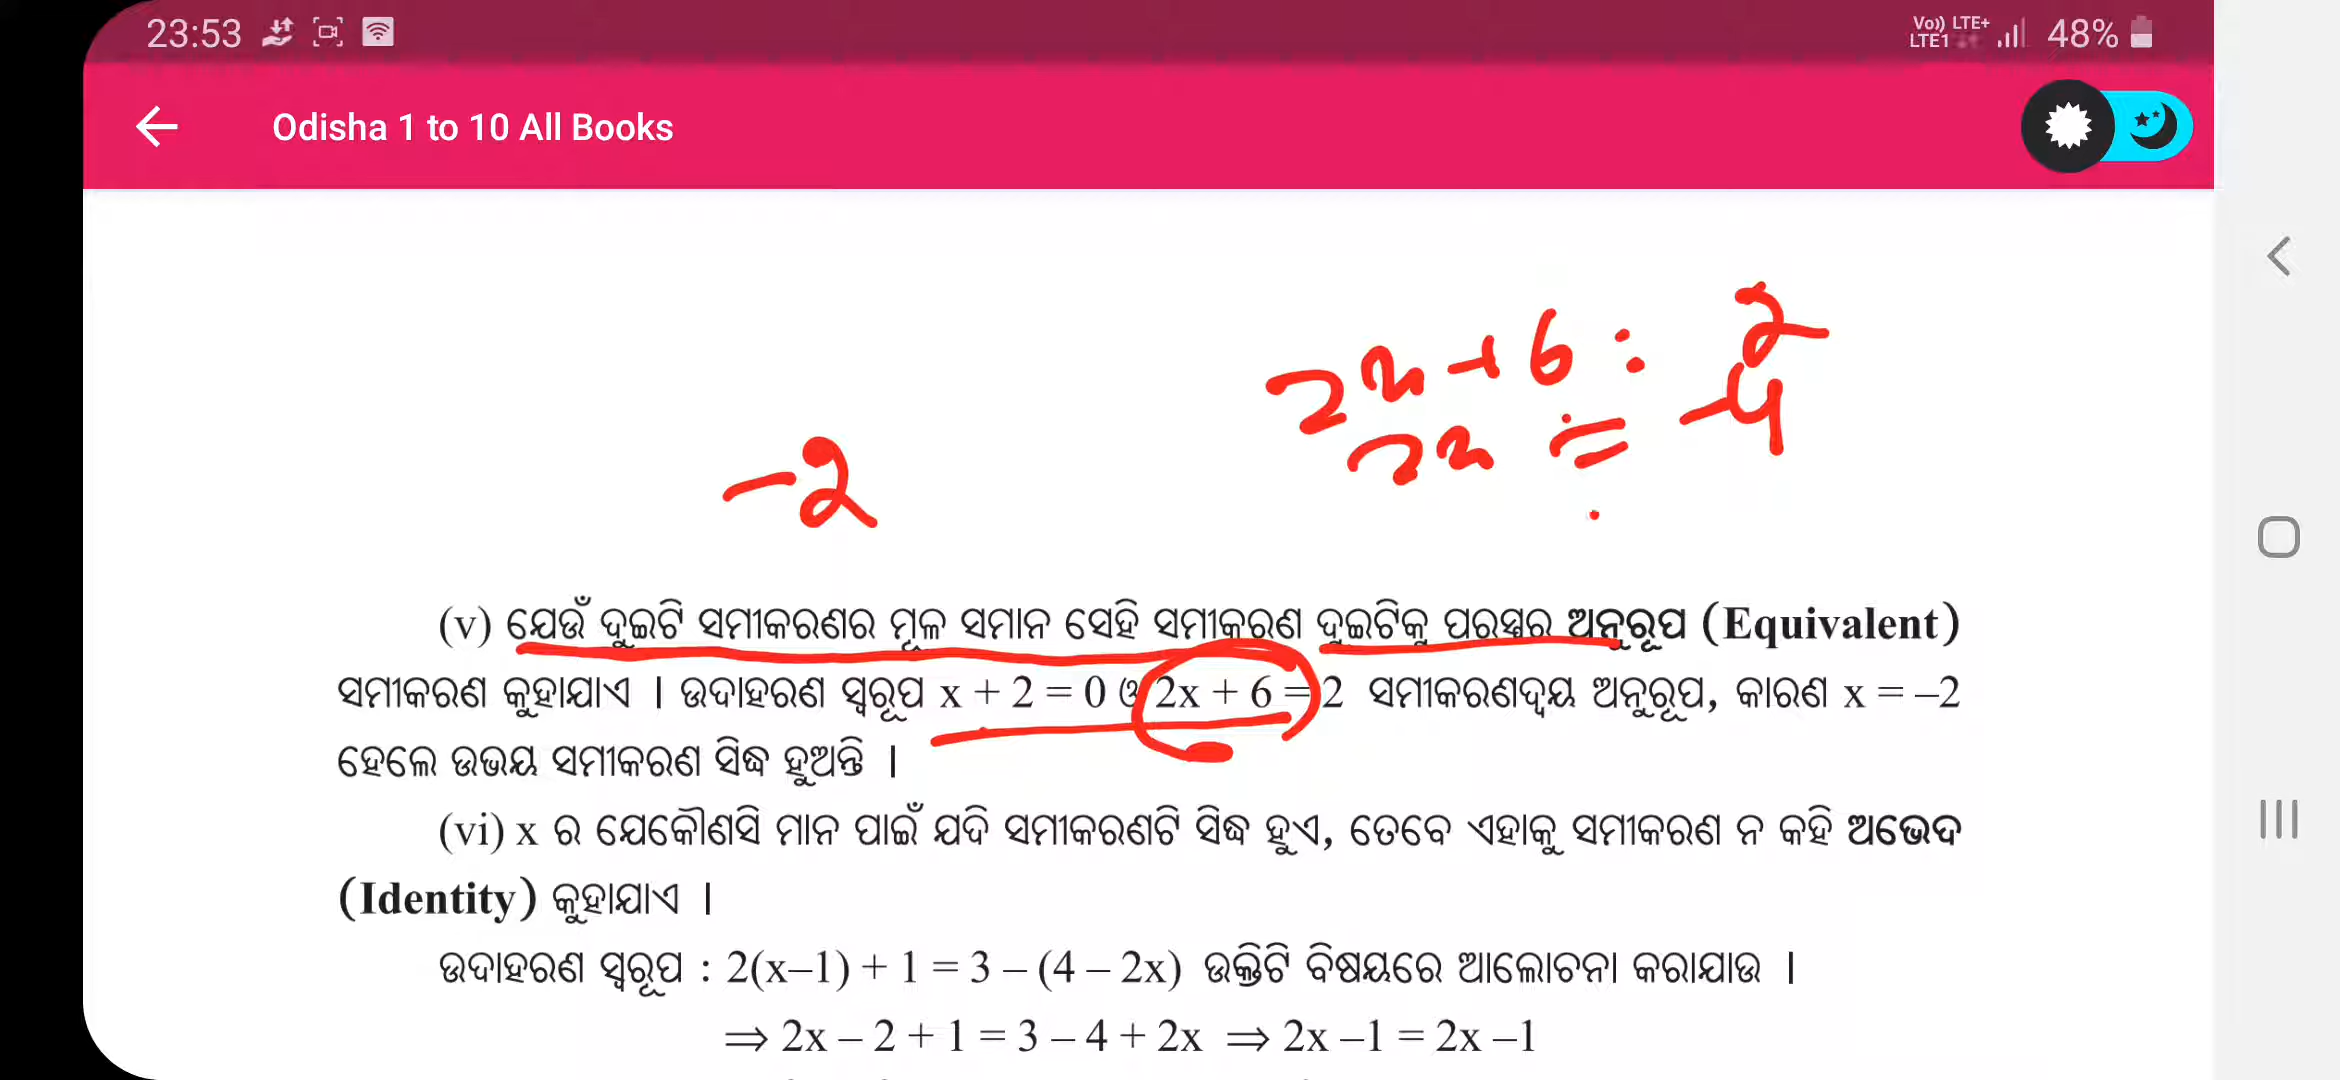 23:53
Vo)) LTE+
LTE1
48%
Odisha 1 to 10 All Books
2x+6: 2
2x = -4
-2
(v) ଯେଉଁ ଦୁଇଟି ସମୀକରଣର ମୂଳ ସମାନ ସେହି ସମୀକରଣ ଦୁଇଟିକୁ ପରସ୍ପର ଅନୁରୂପ (Equivalent)
ସମୀକରଣ କୁହାଯାଏ । ଉଦାହରଣ ସ୍ୱରୂପ x + 2 = 0 ଓ 2x + 6 = 2 ସମୀକରଣଦ୍ୱୟ ଅନୁରୂପ, କାରଣ x = –2
ହେଲେ ଉଭୟ ସମୀକରଣ ସିଦ୍ଧ ହୁଅନ୍ତି ।
(vi) x ର ଯେକୌଣସି ମାନ ପାଇଁ ଯଦି ସମୀକରଣଟି ସିଦ୍ଧ ହୁଏ, ତେବେ ଏହାକୁ ସମୀକରଣ ନ କହି ଅଭେଦ
(Identity) କୁହାଯାଏ ।
ଉଦାହରଣ ସ୍ୱରୂପ : 2(x–1) + 1 = 3 – (4 – 2x) ଉକ୍ତିଟି ବିଷୟରେ ଆଲୋଚନା କରାଯାଉ ।
⇒ 2x – 2 + 1 = 3 – 4 + 2x ⇒ 2x –1 = 2x –1